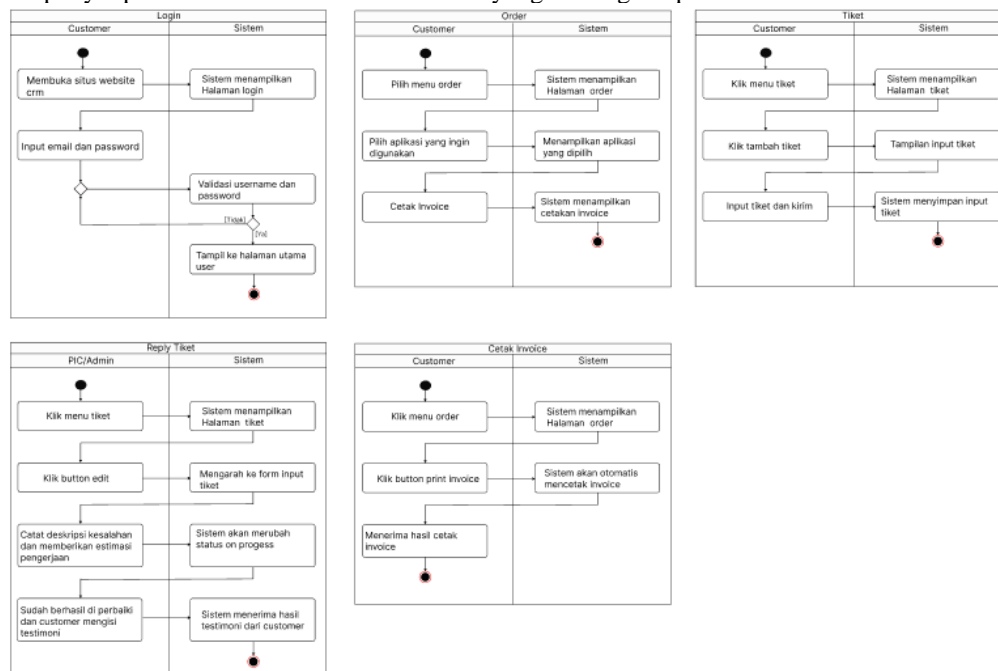 Login
Customer
Sistem
Membuka situs website
crm
Sistem menampilkan
Halaman login
Input email dan password
Validasi username dan
password
[Tidak]
[Ya]
Tampil ke halaman utama
user
Order
Customer
Sistem
Pilih menu order
Sistem menampilkan
Halaman order
Pilih aplikasi yang ingin
digunakan
Menampilkan aplikasi
yang dipilih
Cetak Invoice
Sistem menampilkan
cetakan invoice
Tiket
Customer
Sistem
Klik menu tiket
Sistem menampilkan
Halaman tiket
Klik tambah tiket
Tampilan input tiket
Input tiket dan kirim
Sistem menyimpan input
tiket
Reply Tiket
PIC/Admin
Sistem
Klik menu tiket
Sistem menampilkan
Halaman tiket
Klik button edit
Mengarah ke form input
tiket
Catat deskripsi kesalahan
dan memberikan estimasi
pengerjaan
Sistem akan merubah
status on progess
Sudah berhasil di perbaiki
dan customer mengisi
testimoni
Sistem menerima hasil
testimoni dari customer
Cetak Invoice
Customer
Sistem
Klik menu order
Sistem menampilkan
Halaman order
Klik button print invoice
Sistem akan otomatis
mencetak invoice
Menerima hasil cetak
invoice